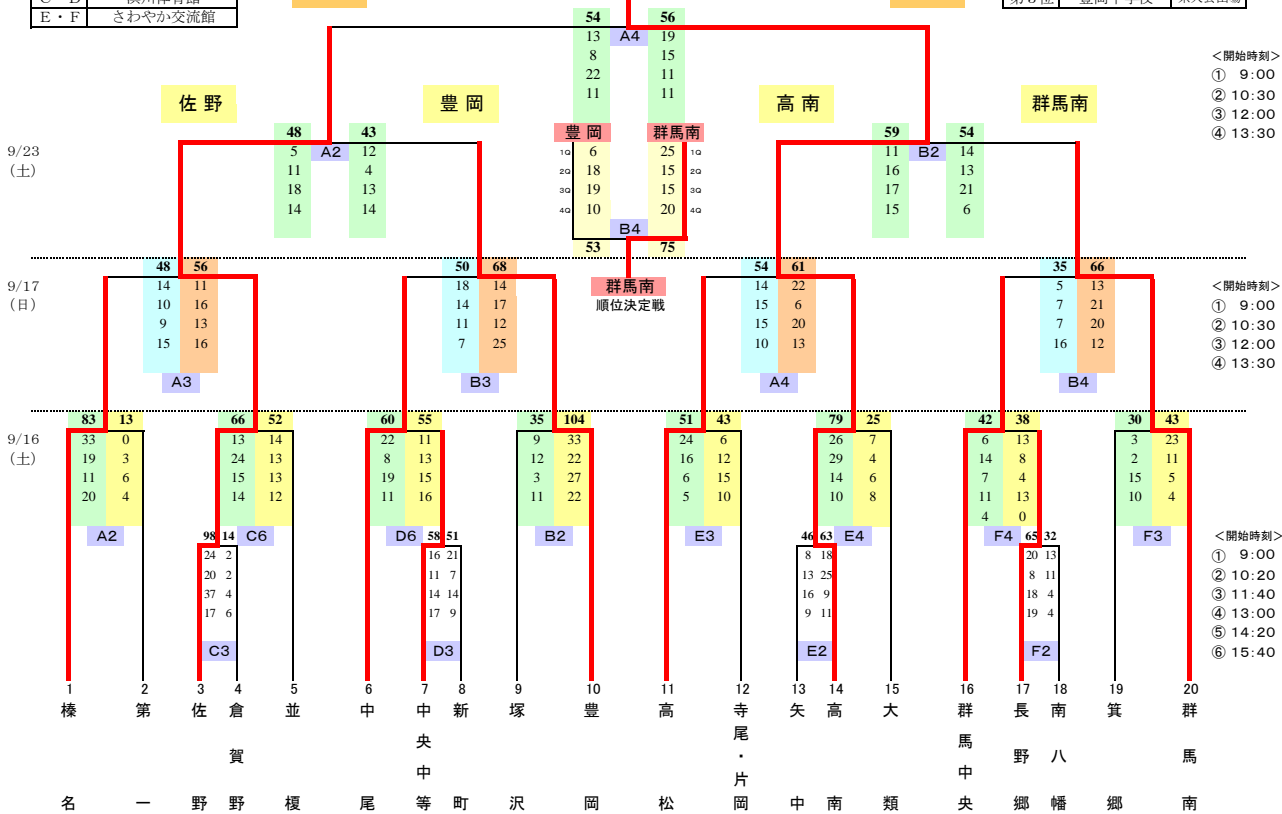 E・F さわやか交流館
54 56
13 A4 19
8 15
22 11
11 11
<開始時刻>
① 9:00
② 10:30
③ 12:00
④ 13:30
佐 野 豊 岡 高 南 群馬南
9/23
(土)
48 43
5 A2 12
11 4
18 13
14 14
豊 岡 群馬南
1Q 6 25 1Q
2Q 18 15 2Q
3Q 19 15 3Q
4Q 10 20 4Q
B4
53 75
群馬南
順位決定戦
59 54
11 B2 14
16 13
17 21
15 6
9/17
(日)
48 56
14 11
10 16
9 13
15 16
A3
50 68
18 14
14 17
11 12
7 25
B3
54 61
14 22
15 6
15 20
10 13
A4
35 66
5 13
7 21
7 20
16 12
B4
<開始時刻>
① 9:00
② 10:30
③ 12:00
④ 13:30
9/16
(土)
83 13
33 0
19 3
11 6
20 4
A2
66 52
13 14
24 13
15 13
14 12
C6
98 14
24 2
20 2
37 4
17 6
C3
60 55
22 11
8 13
19 15
11 16
D6
58 51
16 21
11 7
14 14
17 9
D3
35 104
9 33
12 22
3 27
11 22
B2
51 43
24 6
16 12
6 15
5 10
E3
79 25
26 7
29 4
14 6
10 8
E4
46 63
8 18
13 25
16 9
9 11
E2
42 38
6 13
14 8
7 4
11 13
4 0
F4
65 32
20 13
8 11
18 4
19 4
F2
30 43
3 23
2 11
15 5
10 4
F3
<開始時刻>
① 9:00
② 10:20
③ 11:40
④ 13:00
⑤ 14:20
⑥ 15:40
1 榛名
2 第一
3 佐野
4 倉賀野
5 並榎
6 中尾
7 中央中等
8 新町
9 塚沢
10 豊岡
11 高松
12 寺尾・片岡
13 矢中
14 高南
15 大類
16 群馬中央
17 長野郷
18 南八幡
19 箕郷
20 群馬南